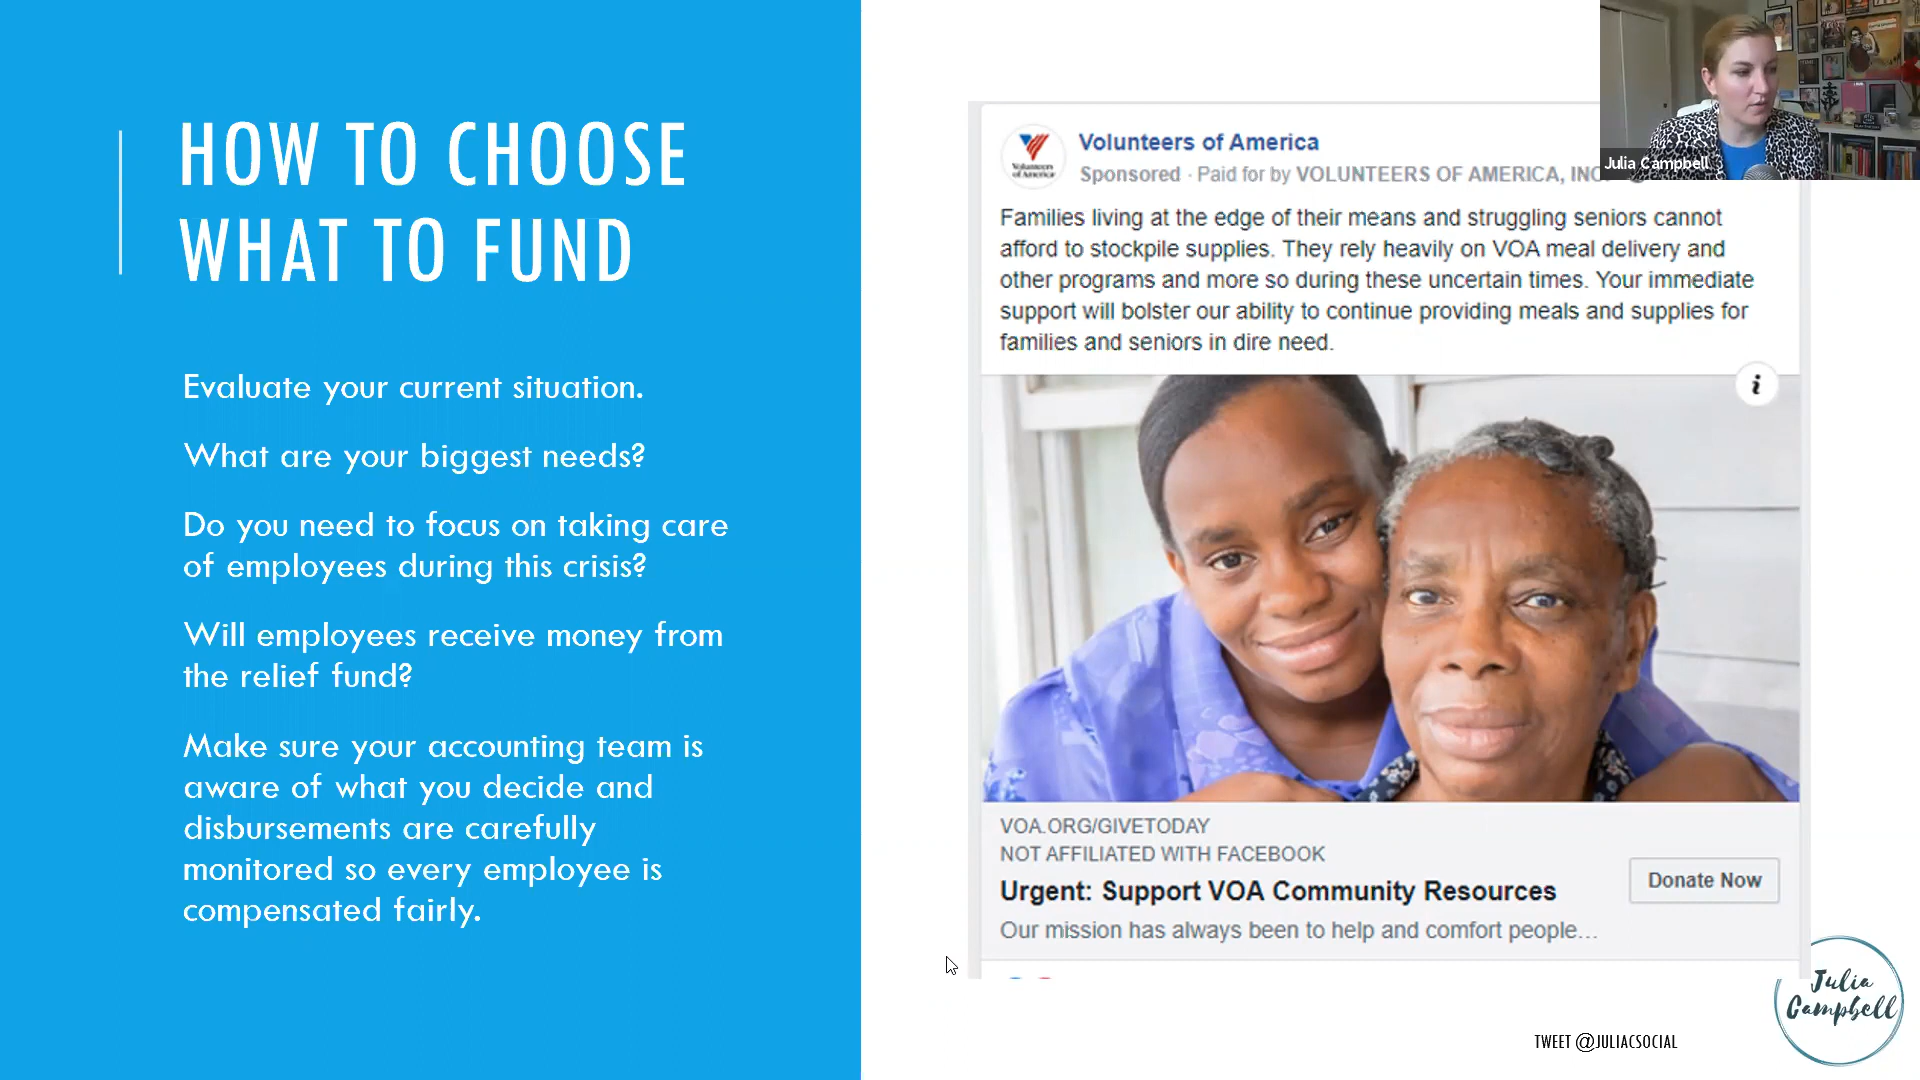 HOW TO CHOOSE
WHAT TO FUND
Evaluate your current situation.
What are your biggest needs?
Do you need to focus on taking care
of employees during this crisis?
Will employees receive money from
the relief fund?
Make sure your accounting team is
aware of what you decide and
disbursements are carefully
monitored so every employee is
compensated fairly.
Volunteers of America
Sponsored · Paid for by VOLUNTEERS OF AMERICA, INC
Volunteers
of America
Families living at the edge of their means and struggling seniors cannot
afford to stockpile supplies. They rely heavily on VOA meal delivery and
other programs and more so during these uncertain times. Your immediate
support will bolster our ability to continue providing meals and supplies for
families and seniors in dire need.
i
VOA.ORG/GIVETODAY
NOT AFFILIATED WITH FACEBOOK
Urgent: Support VOA Community Resources
Our mission has always been to help and comfort people...
Donate Now
Julia Campbell
Julia
Campbell
TWEET @JULIACSOCIAL